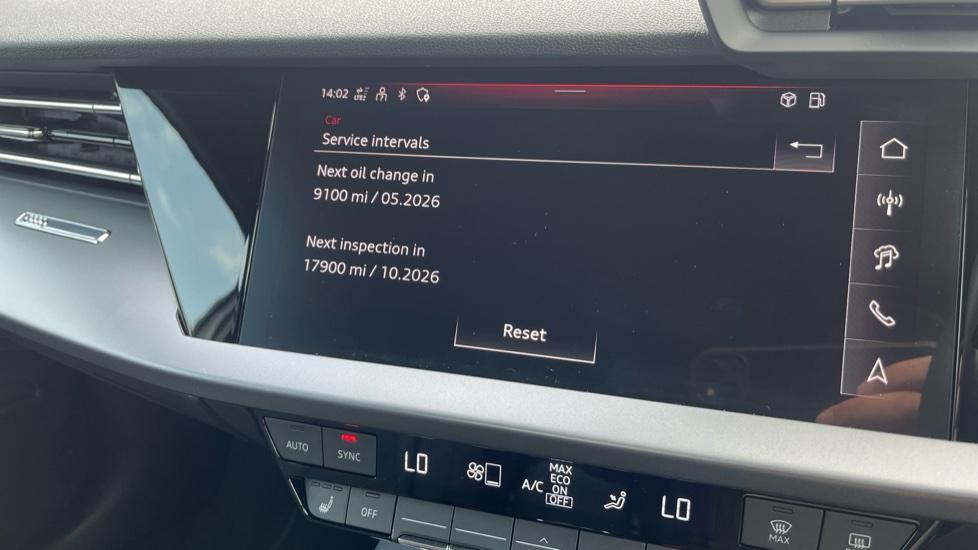 14:02 LTE
Car
Service intervals
Next oil change in
9100 mi / 05.2026
Next inspection in
17900 mi / 10.2026
Reset
AUTO
SYNC
LO
A/C
MAX
ECO
ON
OFF
LO
OFF
MAX